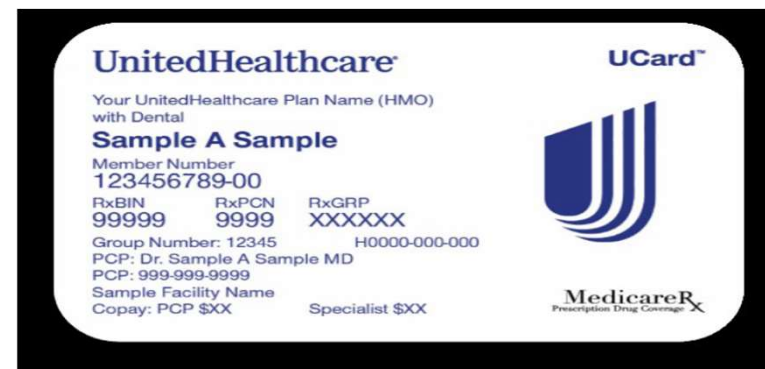 UnitedHealthcare®
UCard™
Your UnitedHealthcare Plan Name (HMO)
with Dental
Sample A Sample
Member Number
123456789-00
RxBIN RxPCN RxGRP
99999 9999 XXXXXX
Group Number: 12345 H0000-000-000
PCP: Dr. Sample A Sample MD
PCP: 999-999-9999
Sample Facility Name
Copay: PCP $XX Specialist $XX
MedicareRx
Prescription Drug Coverage